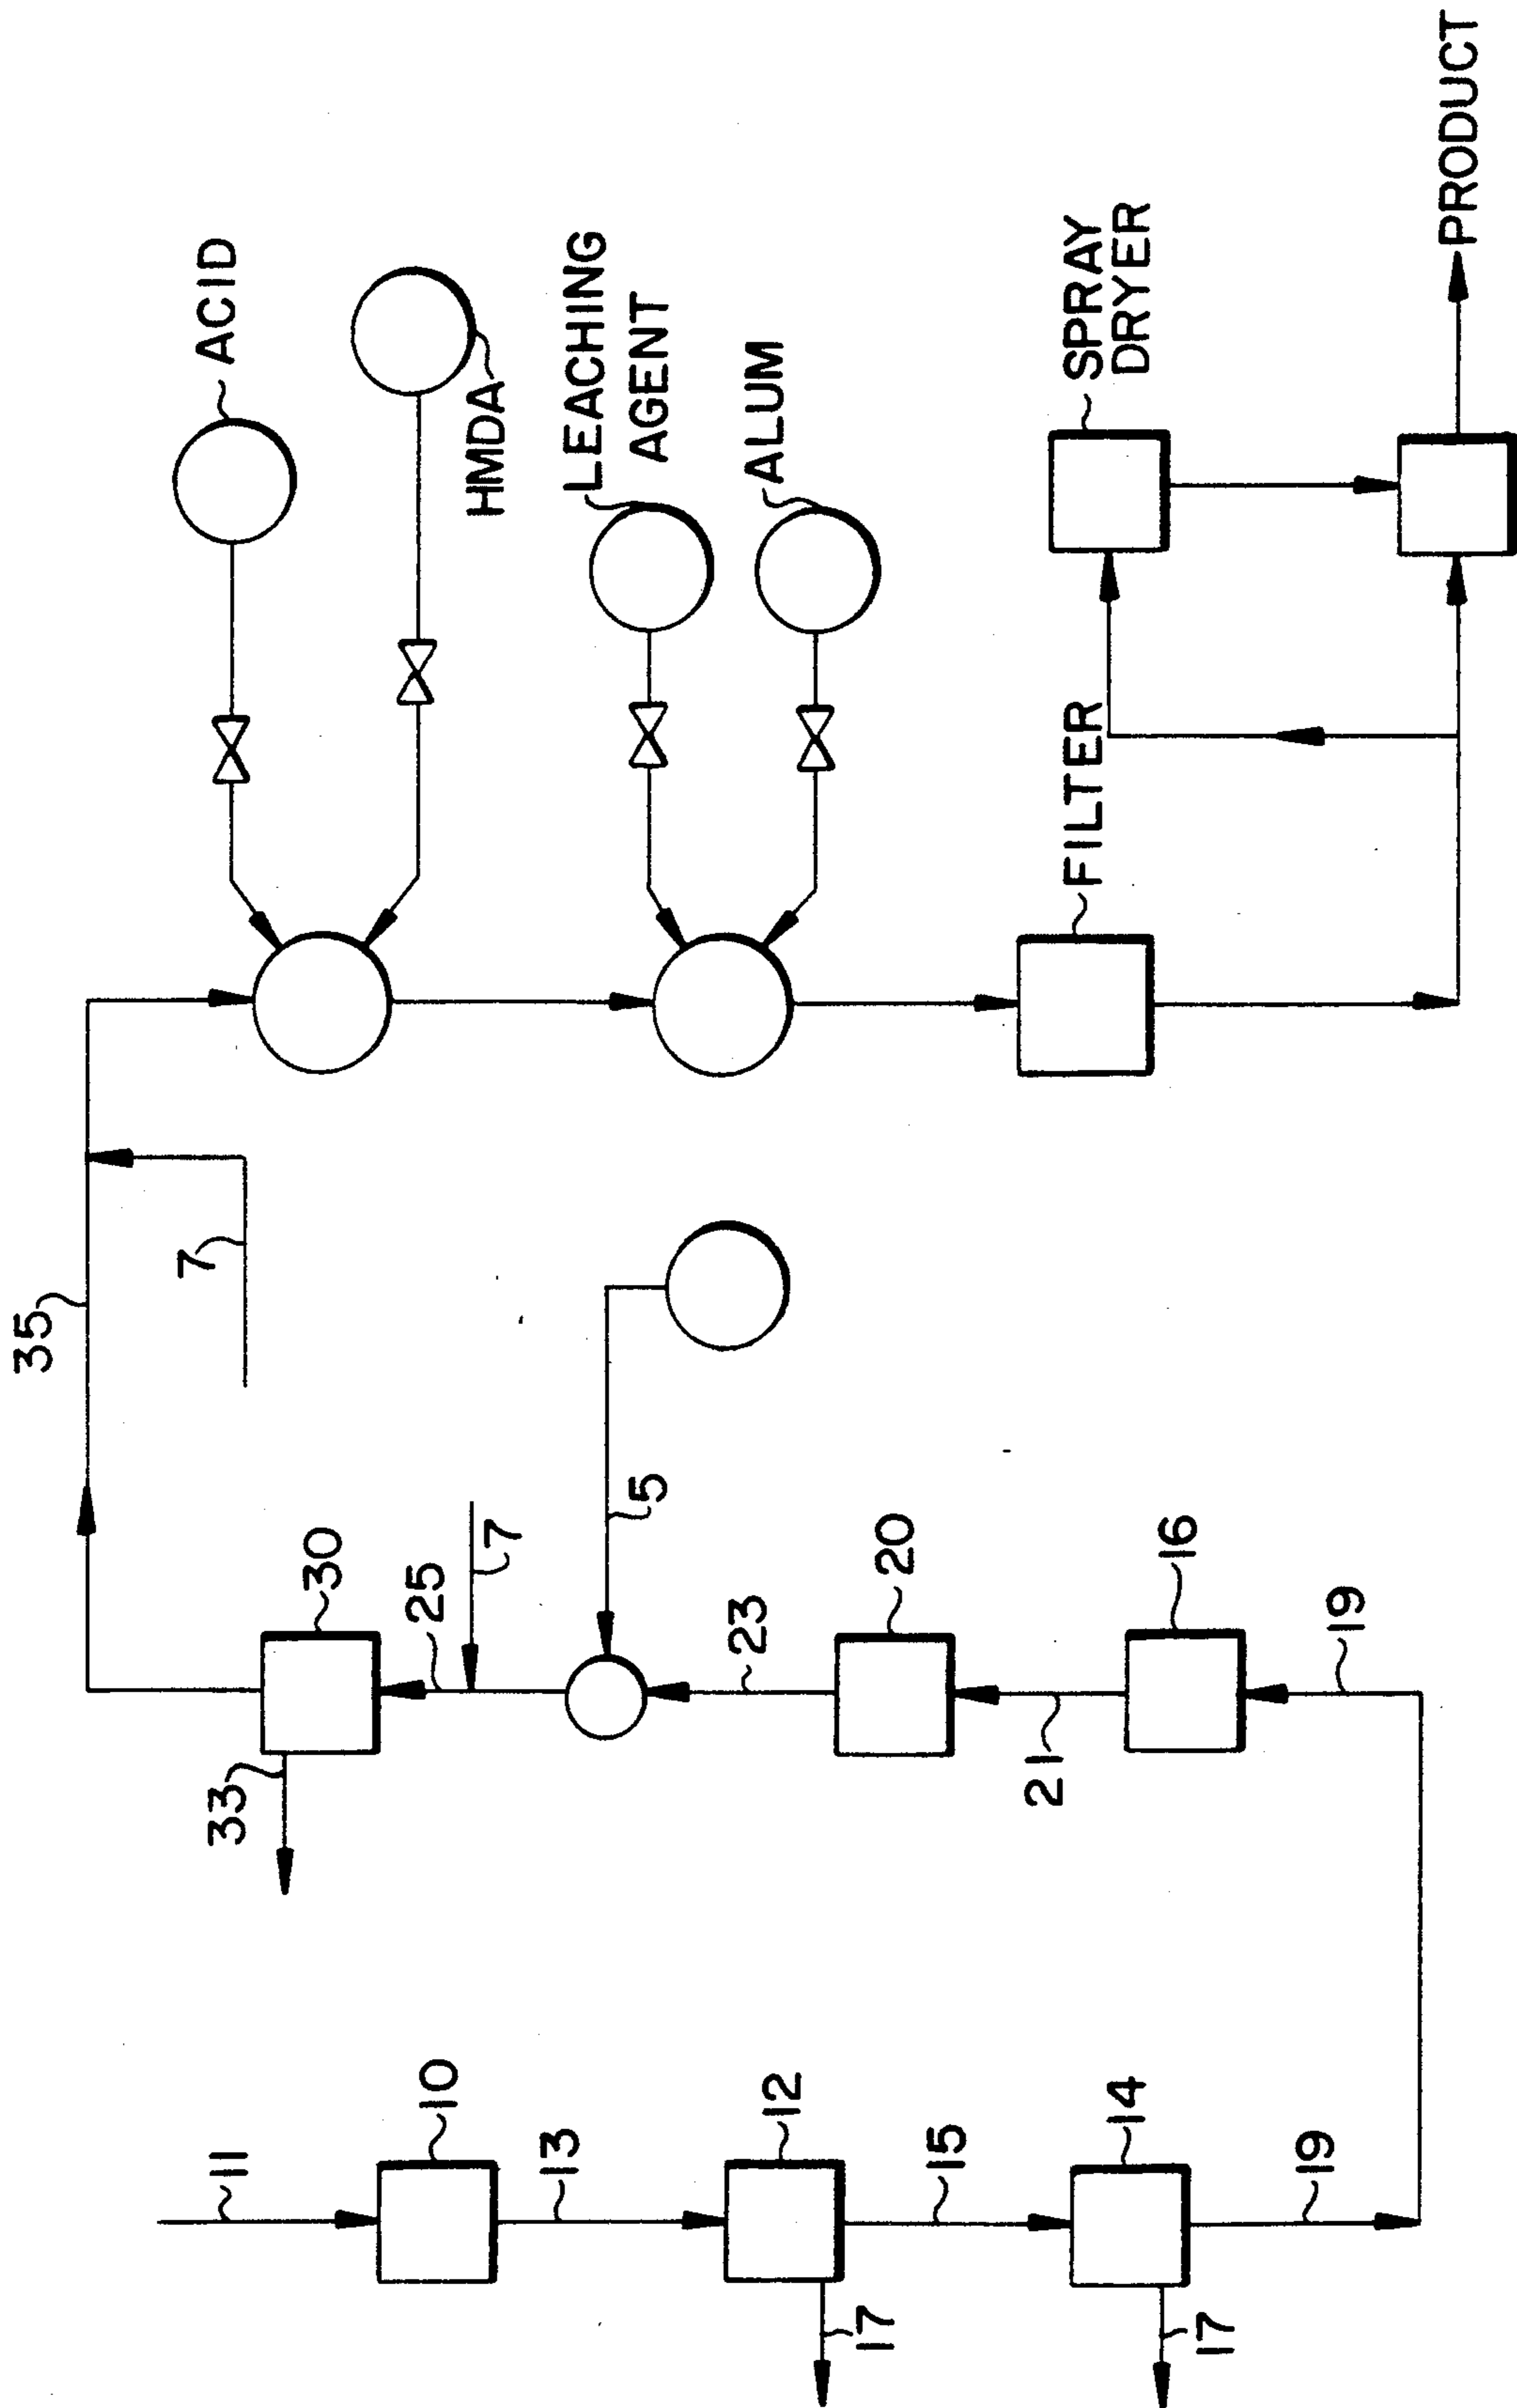 11
10
13
12
17
15
14
17
19
19
16
21
20
23
5
7
25
30
33
35
7
ACID
HMDA
LEACHING
AGENT
ALUM
FILTER
SPRAY
DRYER
PRODUCT